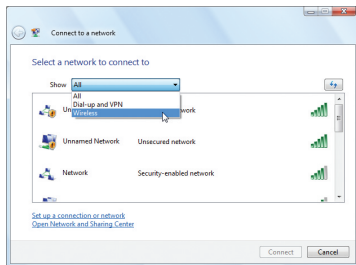 Connect to a network
Select a network to connect to
Show All
All
Dial-up and VPN
Wireless
Unnamed Network Unsecured network
Network Security-enabled network
Set up a connection or network
Open Network and Sharing Center
Connect Cancel